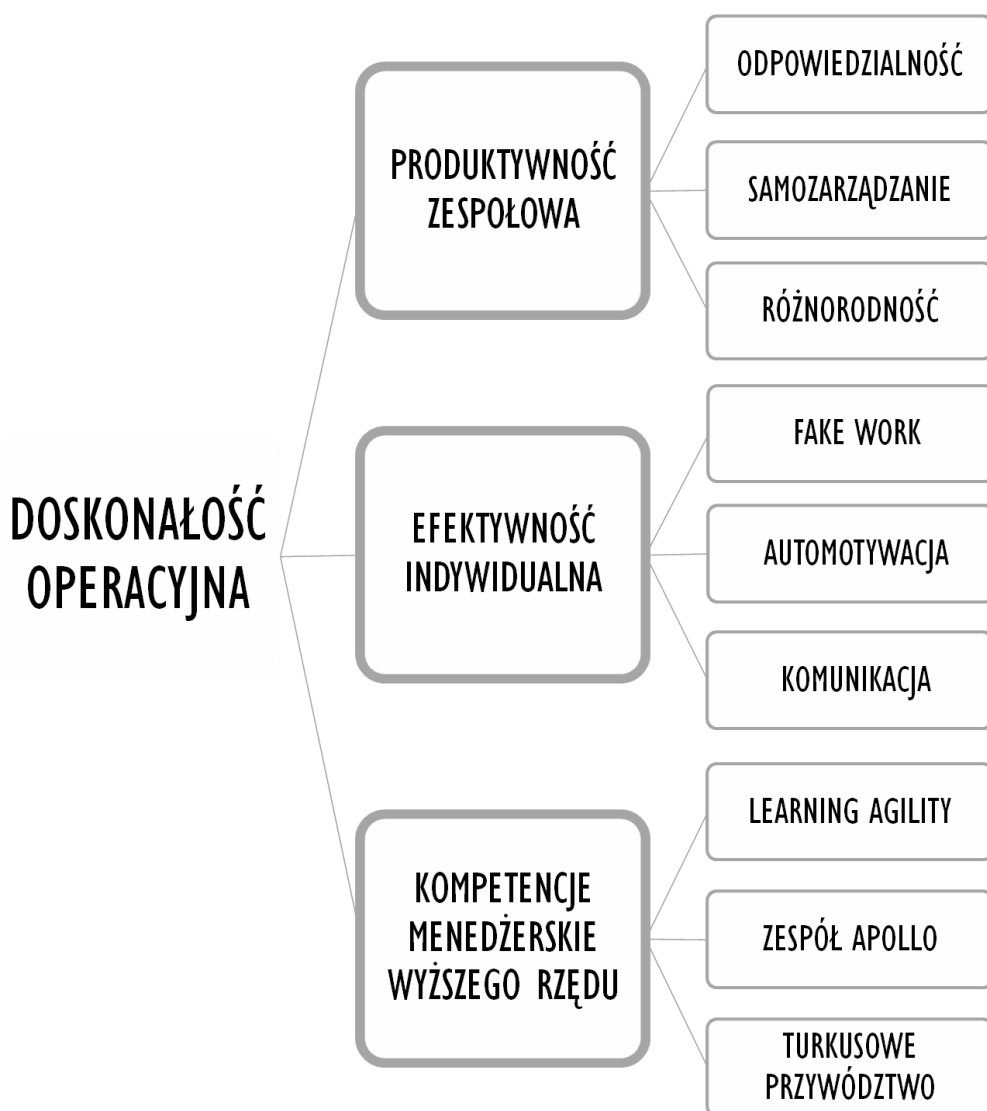 DOSKONAŁOŚĆ
OPERACYJNA
PRODUKTYWNOŚĆ
ZESPOŁOWA
ODPOWIEDZIALNOŚĆ
SAMOZARZĄDZANIE
RÓŻNORODNOŚĆ
EFEKTYWNOŚĆ
INDYWIDUALNA
FAKE WORK
AUTOMOTYWACJA
KOMUNIKACJA
KOMPETENCJE
MENEDŻERSKIE
WYŻSZEGO RZĘDU
LEARNING AGILITY
ZESPÓŁ APOLLO
TURKUSOWE
PRZYWÓDZTWO